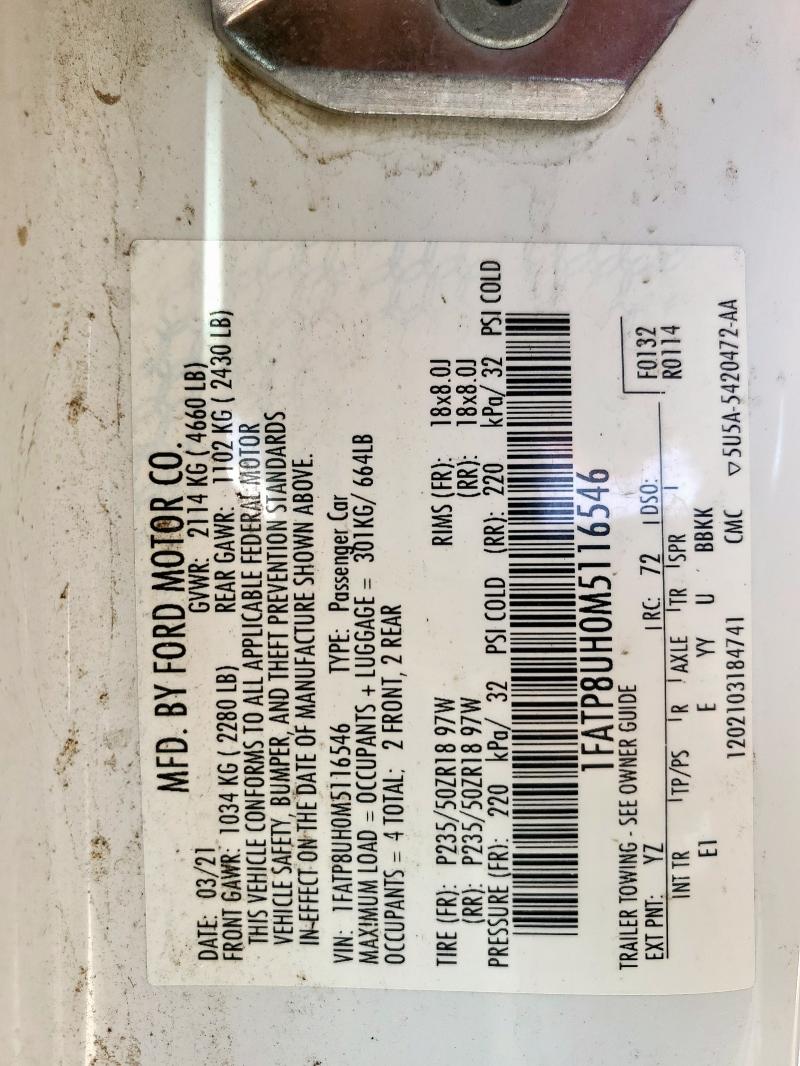 MFD. BY FORD MOTOR CO.
DATE: 03/21 GVWR: 2114 KG ( 4660 LB)
FRONT GAWR: 1034 KG ( 2280 LB) REAR GAWR: 1102 KG ( 2430 LB)
THIS VEHICLE CONFORMS TO ALL APPLICABLE FEDERAL MOTOR
VEHICLE SAFETY, BUMPER, AND THEFT PREVENTION STANDARDS
IN EFFECT ON THE DATE OF MANUFACTURE SHOWN ABOVE.
VIN: 1FATP8UH0M5116546 TYPE: Passenger Car
MAXIMUM LOAD = OCCUPANTS + LUGGAGE = 301KG/ 664LB
OCCUPANTS = 4 TOTAL: 2 FRONT, 2 REAR
TIRE (FR): P235/50ZR18 97W RIMS (FR): 18x8.0J
(RR): P235/50ZR18 97W (RR): 18x8.0J
PRESSURE (FR): 220 kPa/ 32 PSI COLD (RR): 220 kPa/ 32 PSI COLD
1FATP8UH0M5116546
TRAILER TOWING - SEE OWNER GUIDE
EXT PNT: YZ RC: 72 DSO: F0132
R0114
INT TR TP/PS R AXLE TR SPR
E1 E YY U BBKK
1202103184741 CMC ▽5U5A-5420472-AA